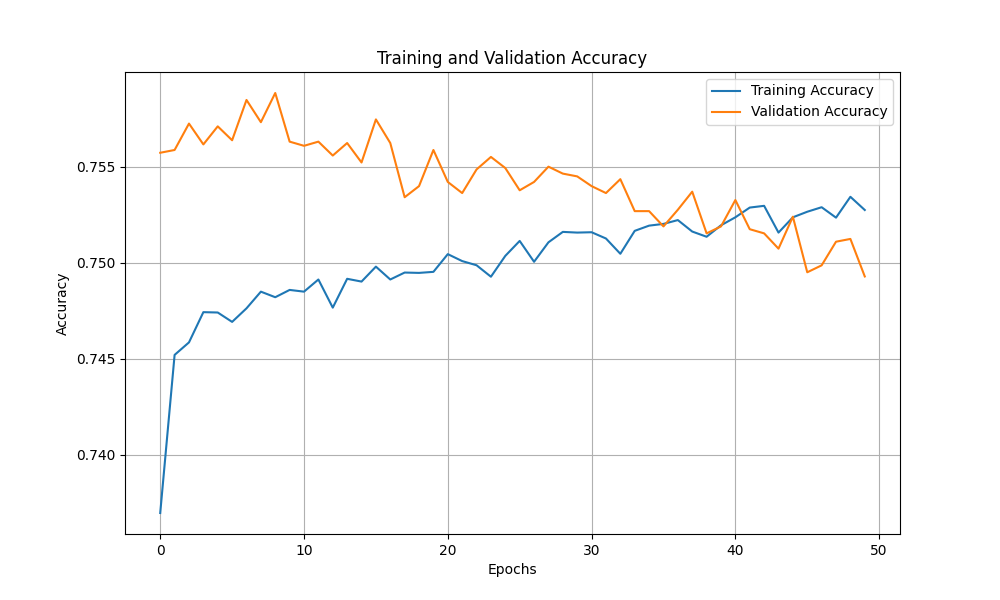 Training and Validation Accuracy
Training Accuracy
Validation Accuracy
0.755
0.750
0.745
0.740
Accuracy
0 10 20 30 40 50
Epochs